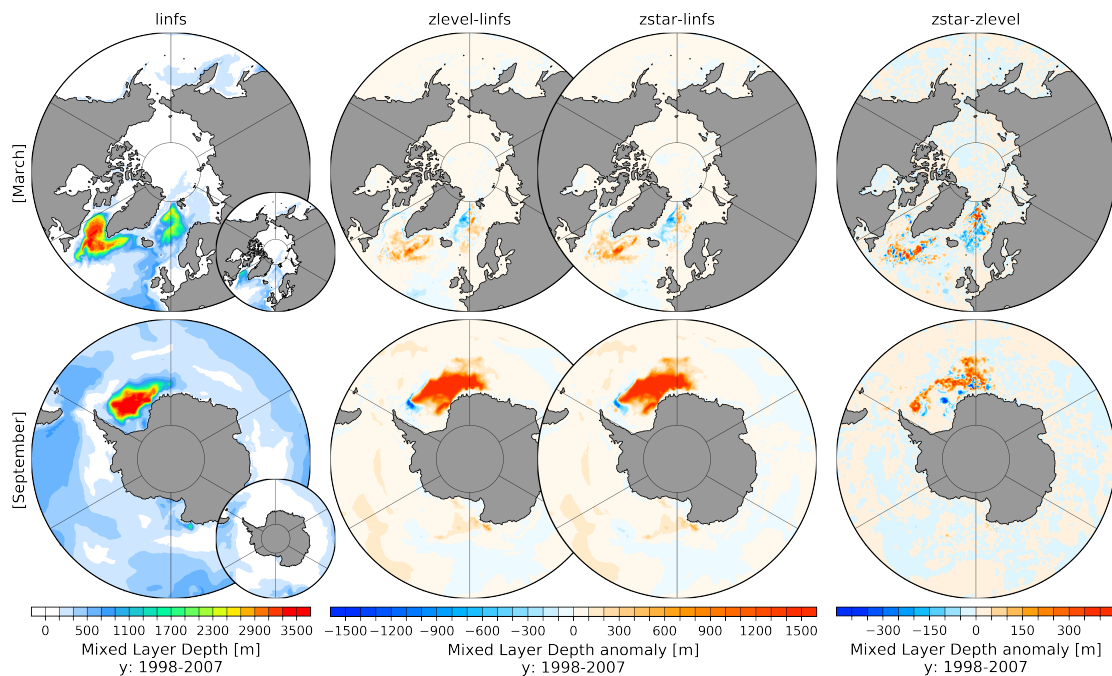 linfs zlevel-linfs zstar-linfs zstar-zlevel
[March]
[September]
0 500 1100 1700 2300 2900 3500
Mixed Layer Depth [m]
y: 1998-2007
−1500 −1200 −900 −600 −300 0 300 600 900 1200 1500
Mixed Layer Depth anomaly [m]
y: 1998-2007
−300 −150 0 150 300
Mixed Layer Depth anomaly [m]
y: 1998-2007